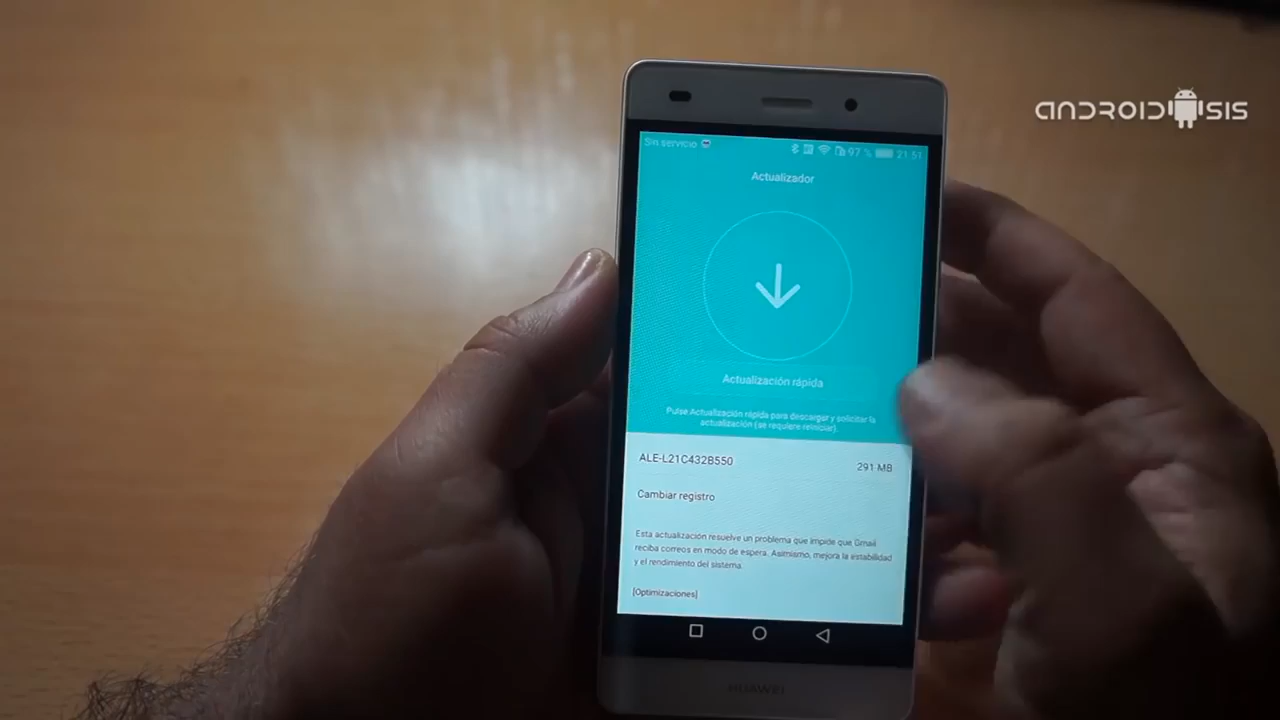 ANDROIDSIS
Sin servicio 97 % 21:57
Actualizador
Actualización rápida
Pulse Actualización rápida para descargar y solicitar la
actualización (se requiere reiniciar).
ALE-L21C432B550 291 MB
Cambiar registro
Esta actualización resuelve un problema que impide que Gmail
reciba correos en modo de espera. Asimismo, mejora la estabilidad
y el rendimiento del sistema.
[Optimizaciones]
HUAWEI